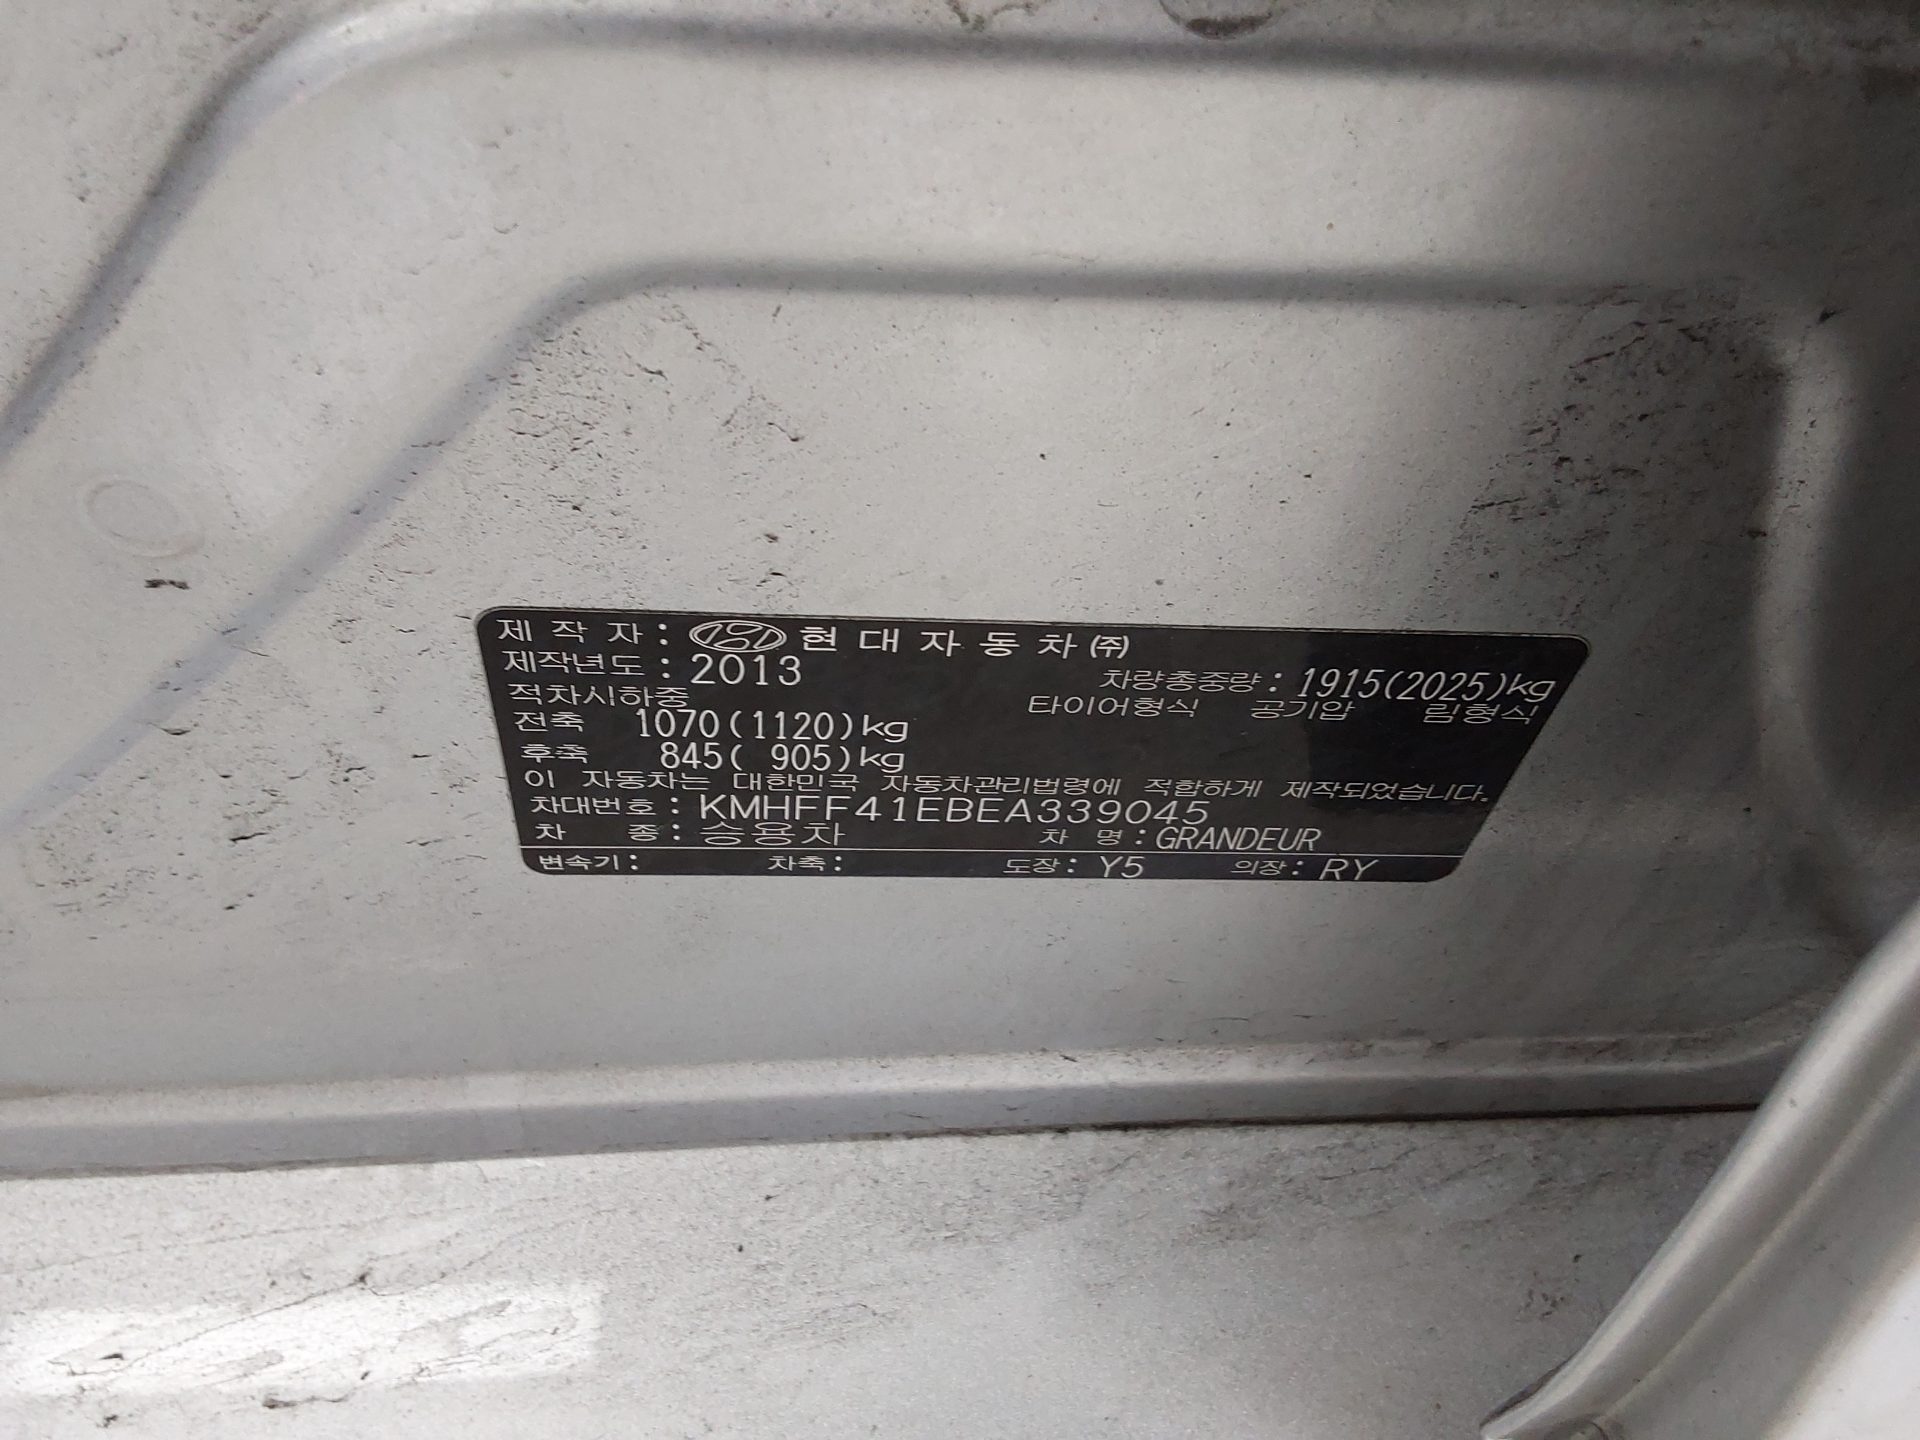 제 작 자 : 현대자동차㈜
제작년도 : 2013
차량총중량 : 1915(2025)kg
적차시하중
타이어형식 공기압 림형식
전축 1070(1120)kg
후축 845( 905)kg
이 자동차는 대한민국 자동차관리법령에 적합하게 제작되었습니다.
차대번호 : KMHFF41EBEA339045
차 종 : 승용차 차 명 : GRANDEUR
변속기 : 차축 : 도장 : Y5 의장 : RY